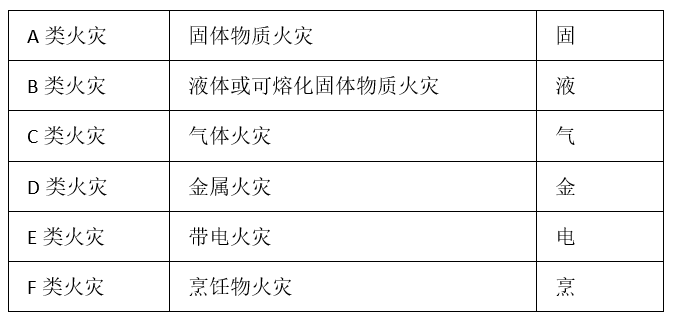 A 类火灾 固体物质火灾 固
B 类火灾 液体或可熔化固体物质火灾 液
C 类火灾 气体火灾 气
D 类火灾 金属火灾 金
E 类火灾 带电火灾 电
F 类火灾 烹饪物火灾 烹